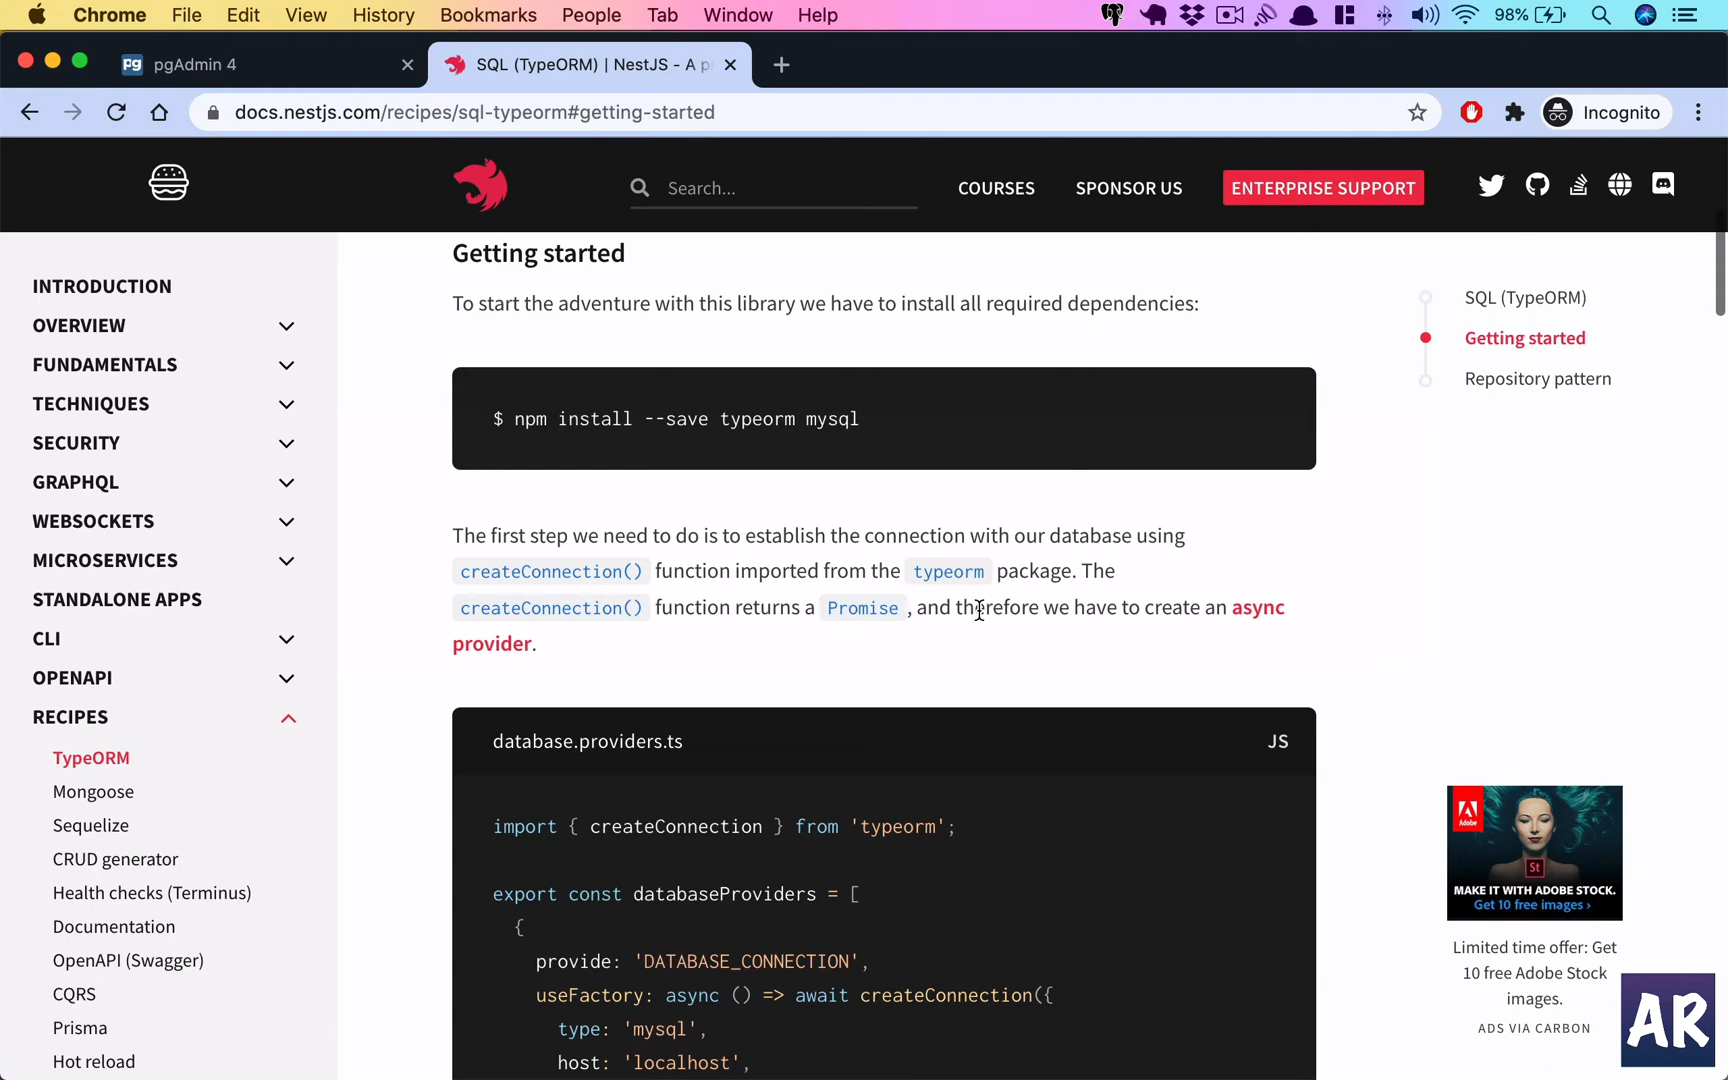 Chrome File Edit View History Bookmarks People Tab Window Help 98%
pgAdmin 4
SQL (TypeORM) | NestJS - A p
docs.nestjs.com/recipes/sql-typeorm#getting-started
Incognito
Search...
COURSES
SPONSOR US
ENTERPRISE SUPPORT
INTRODUCTION
OVERVIEW
FUNDAMENTALS
TECHNIQUES
SECURITY
GRAPHQL
WEBSOCKETS
MICROSERVICES
STANDALONE APPS
CLI
OPENAPI
RECIPES
TypeORM
Mongoose
Sequelize
CRUD generator
Health checks (Terminus)
Documentation
OpenAPI (Swagger)
CQRS
Prisma
Hot reload
Getting started
To start the adventure with this library we have to install all required dependencies:
$ npm install --save typeorm mysql
The first step we need to do is to establish the connection with our database using
createConnection() function imported from the typeorm package. The
createConnection() function returns a Promise , and therefore we have to create an async
provider.
database.providers.ts
JS
import { createConnection } from 'typeorm';
export const databaseProviders = [
{
provide: 'DATABASE_CONNECTION',
useFactory: async () => await createConnection({
type: 'mysql',
host: 'localhost',
SQL (TypeORM)
Getting started
Repository pattern
Adobe
St
MAKE IT WITH ADOBE STOCK.
Get 10 free images ›
Limited time offer: Get
10 free Adobe Stock
images.
ADS VIA CARBON
AR